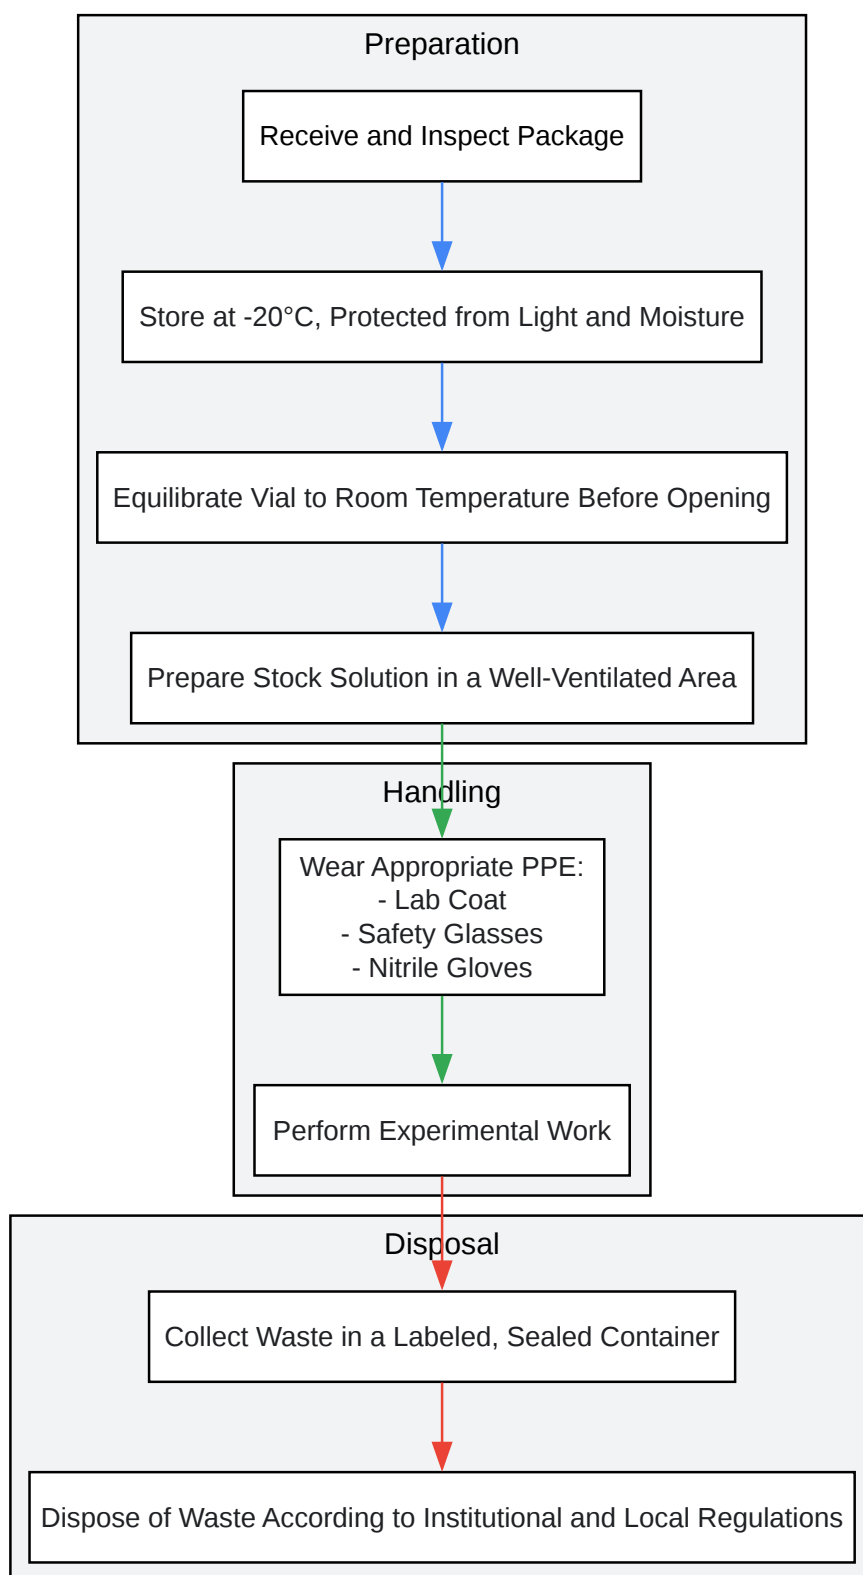 Preparation
Receive and Inspect Package
Store at -20°C, Protected from Light and Moisture
Equilibrate Vial to Room Temperature Before Opening
Prepare Stock Solution in a Well-Ventilated Area
Handling
Wear Appropriate PPE:
- Lab Coat
- Safety Glasses
- Nitrile Gloves
Perform Experimental Work
Disposal
Collect Waste in a Labeled, Sealed Container
Dispose of Waste According to Institutional and Local Regulations